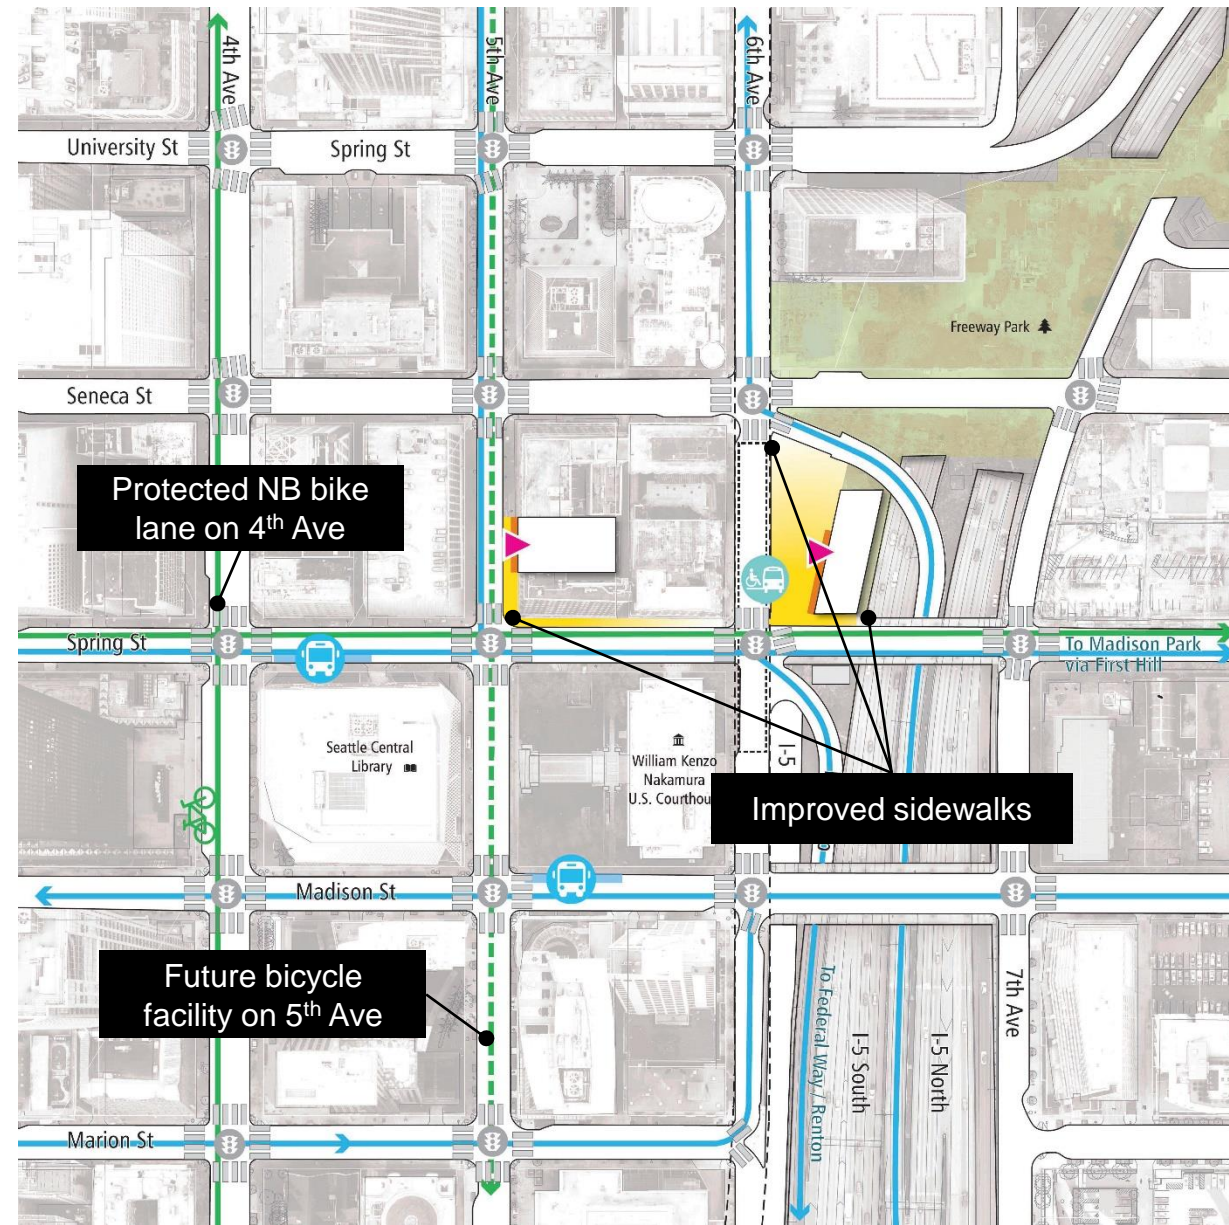 4th Ave
5th Ave
6th Ave
University St
Spring St
Freeway Park
Seneca St
Protected NB bike
lane on 4th Ave
Spring St
To Madison Park
via First Hill
Seattle Central
Library
William Kenzo
Nakamura
U.S. Courthou
I-5
Improved sidewalks
Madison St
Future bicycle
facility on 5th Ave
7th Ave
To Federal Way / Renton
I-5 South
I-5 North
Marion St